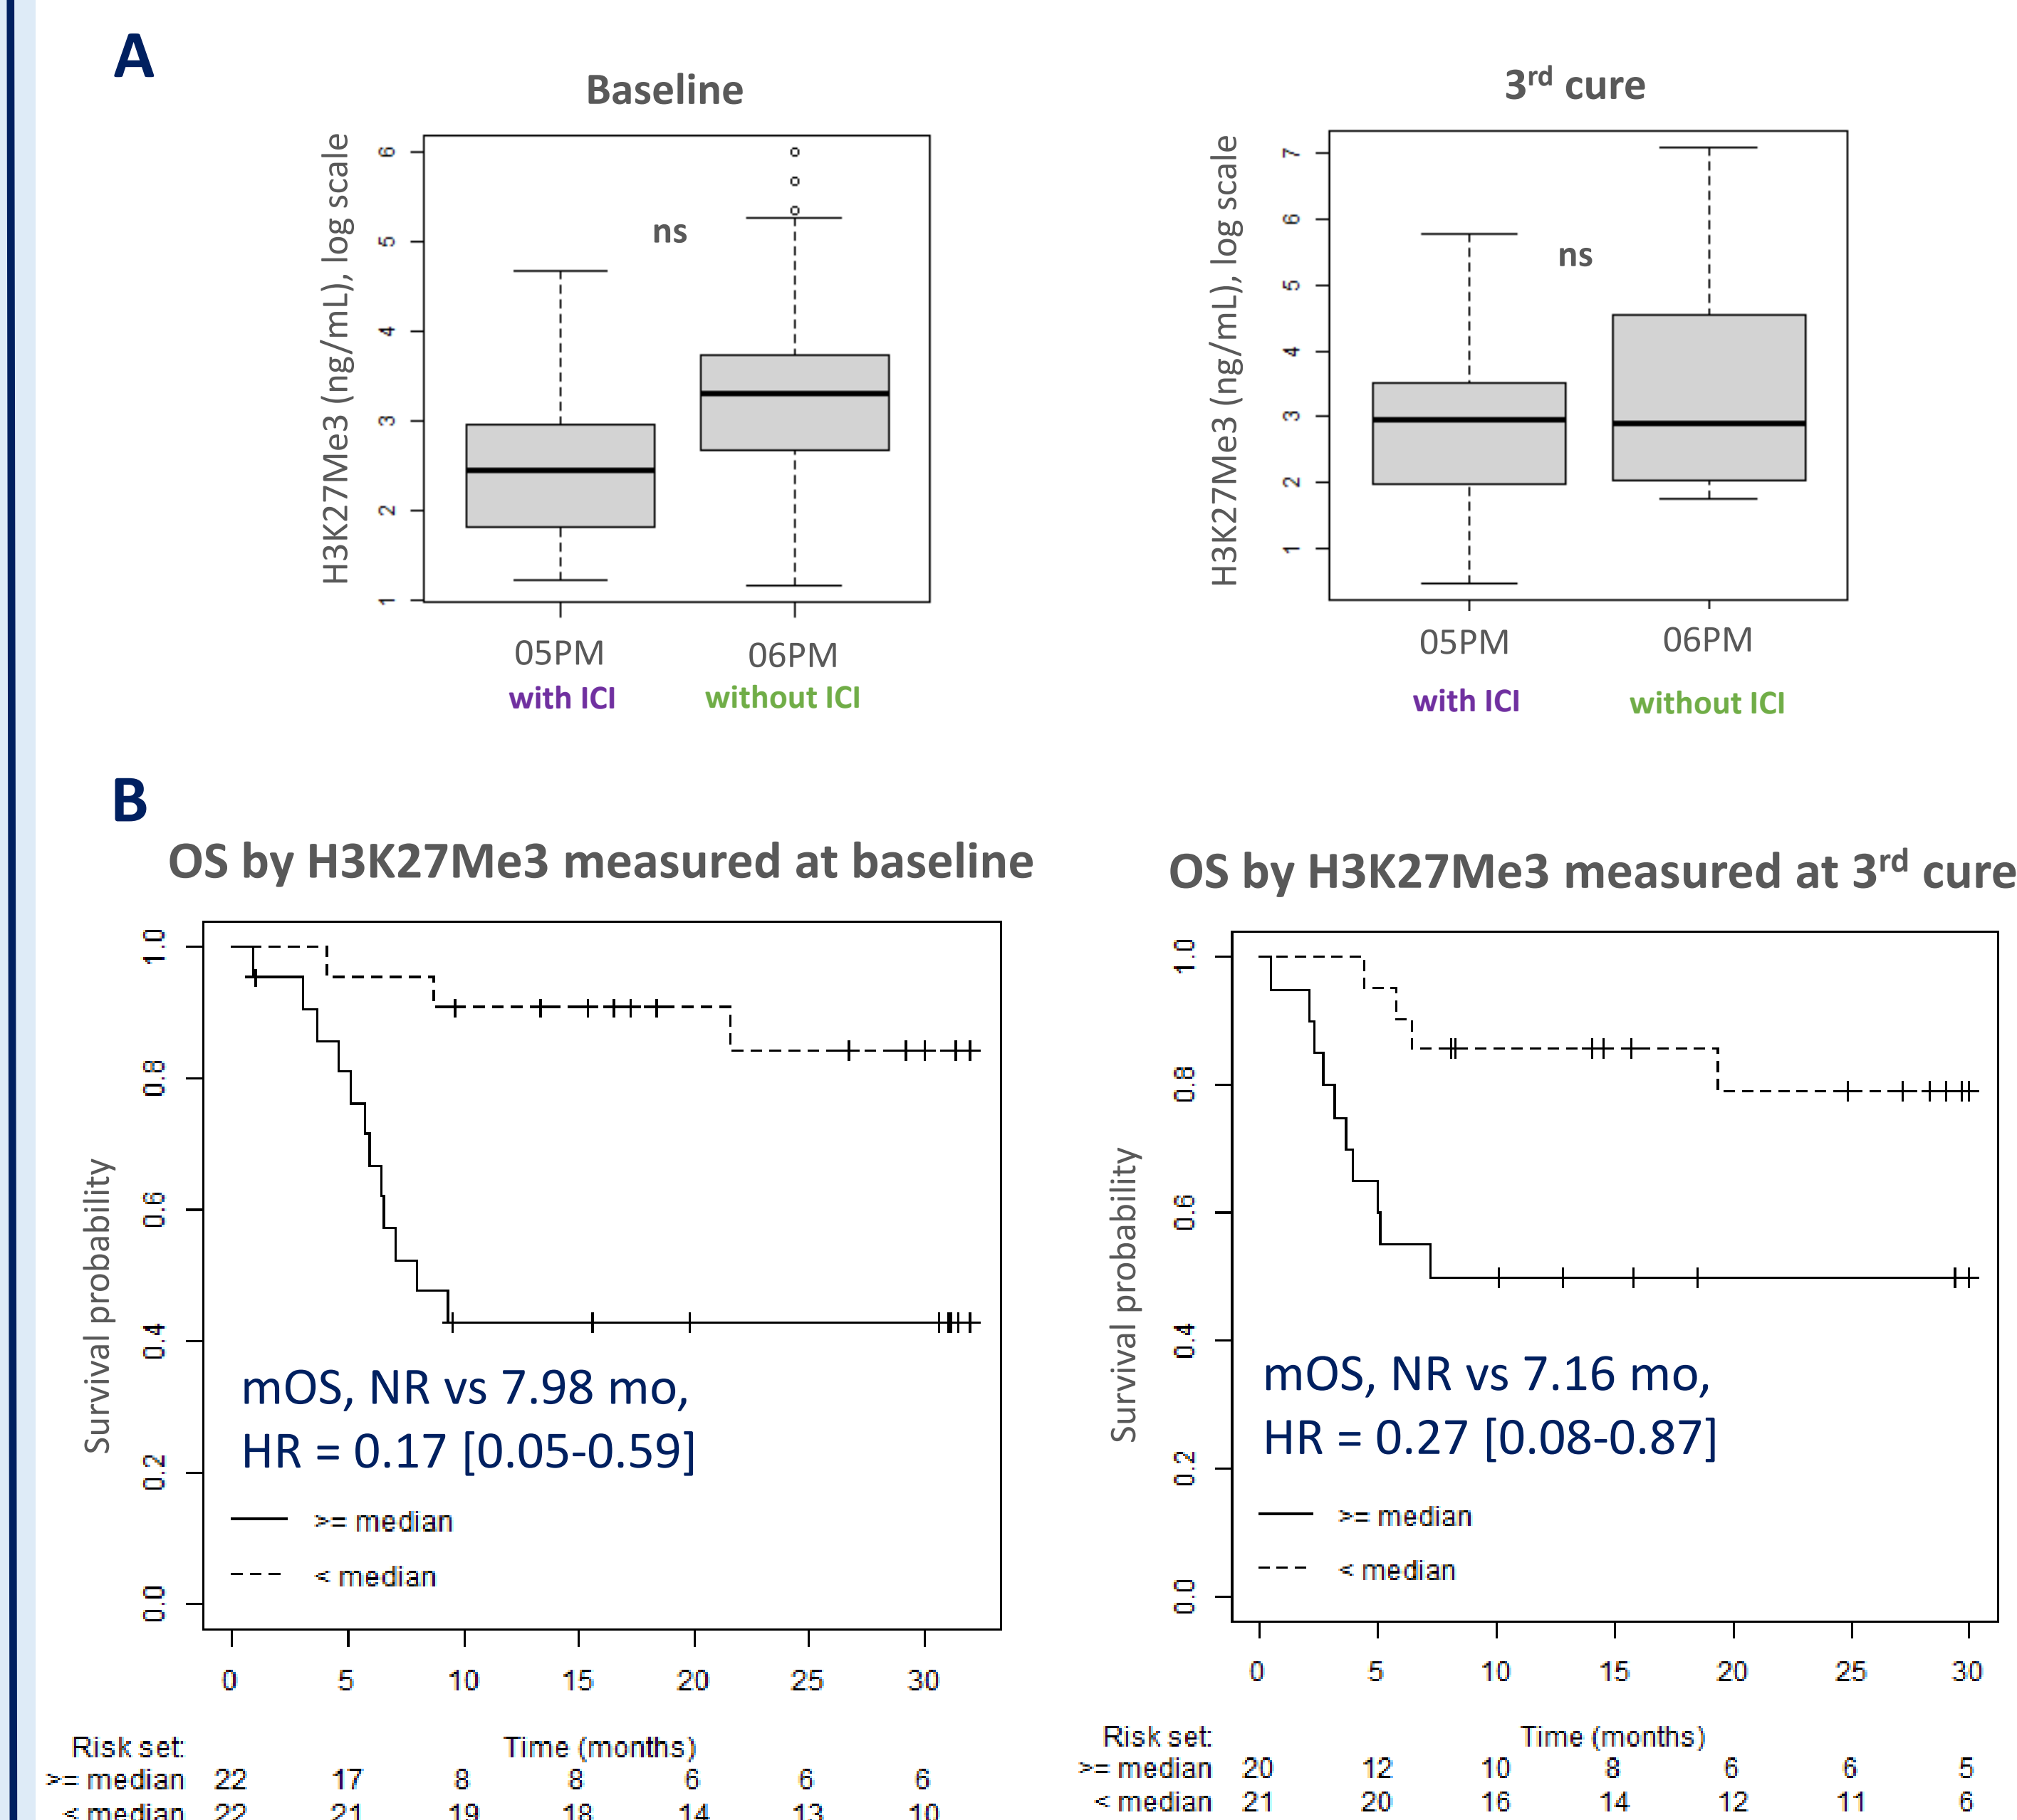 A
Baseline
H3K27Me3 (ng/mL), log scale
6
5
4
3
2
1
ns
05PM
06PM
with ICI
without ICI
3rd cure
H3K27Me3 (ng/mL), log scale
7
6
5
4
3
2
1
ns
05PM
06PM
with ICI
without ICI
B
OS by H3K27Me3 measured at baseline
Survival probability
1.0
0.8
0.6
0.4
0.2
0.0
mOS, NR vs 7.98 mo,
HR = 0.17 [0.05-0.59]
>= median
< median
0 5 10 15 20 25 30
Risk set: Time (months)
>= median 22 17 8 8 6 6 6
< median 22 21 19 18 14 13 10
OS by H3K27Me3 measured at 3rd cure
Survival probability
1.0
0.8
0.6
0.4
0.2
0.0
mOS, NR vs 7.16 mo,
HR = 0.27 [0.08-0.87]
>= median
< median
0 5 10 15 20 25 30
Risk set: Time (months)
>= median 20 12 10 8 6 6 5
< median 21 20 16 14 12 11 6